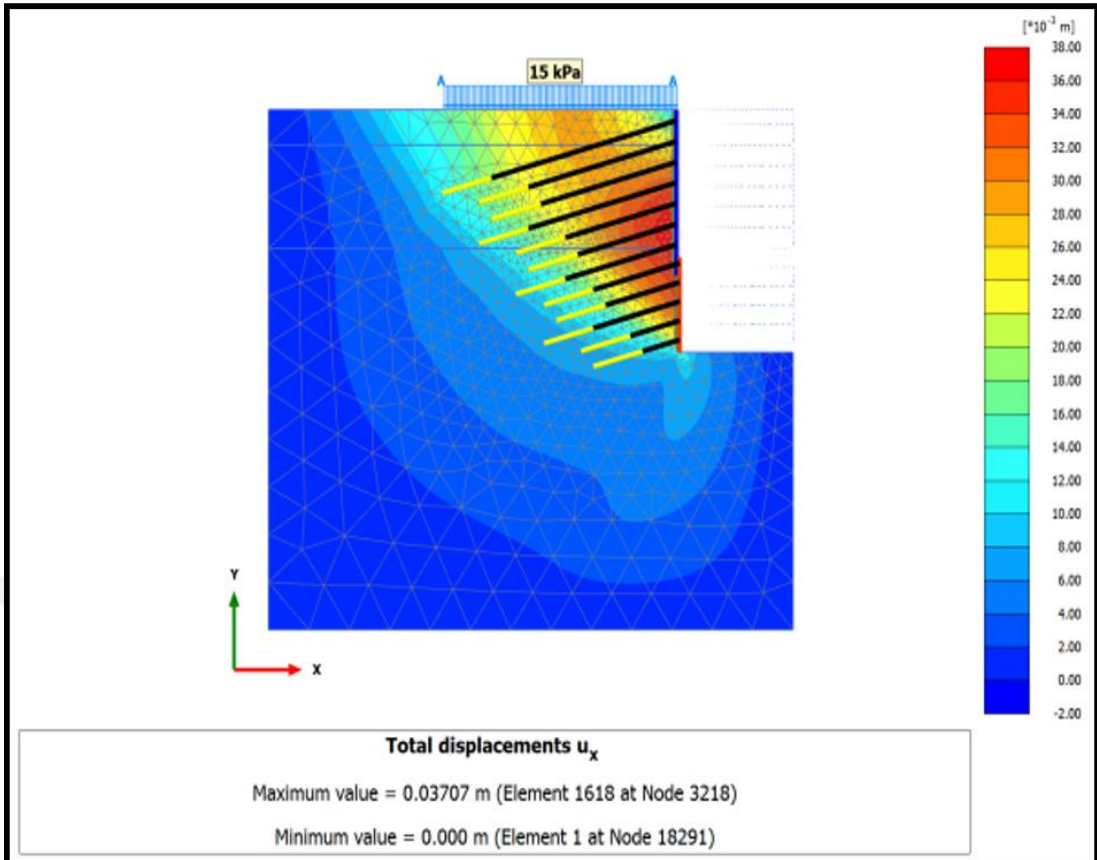 [*10⁻³ m]
15 kPa
A A
38.00
36.00
34.00
32.00
30.00
28.00
26.00
24.00
22.00
20.00
18.00
16.00
14.00
12.00
10.00
8.00
6.00
4.00
2.00
0.00
-2.00
Y
X
Total displacements uₓ
Maximum value = 0.03707 m (Element 1618 at Node 3218)
Minimum value = 0.000 m (Element 1 at Node 18291)